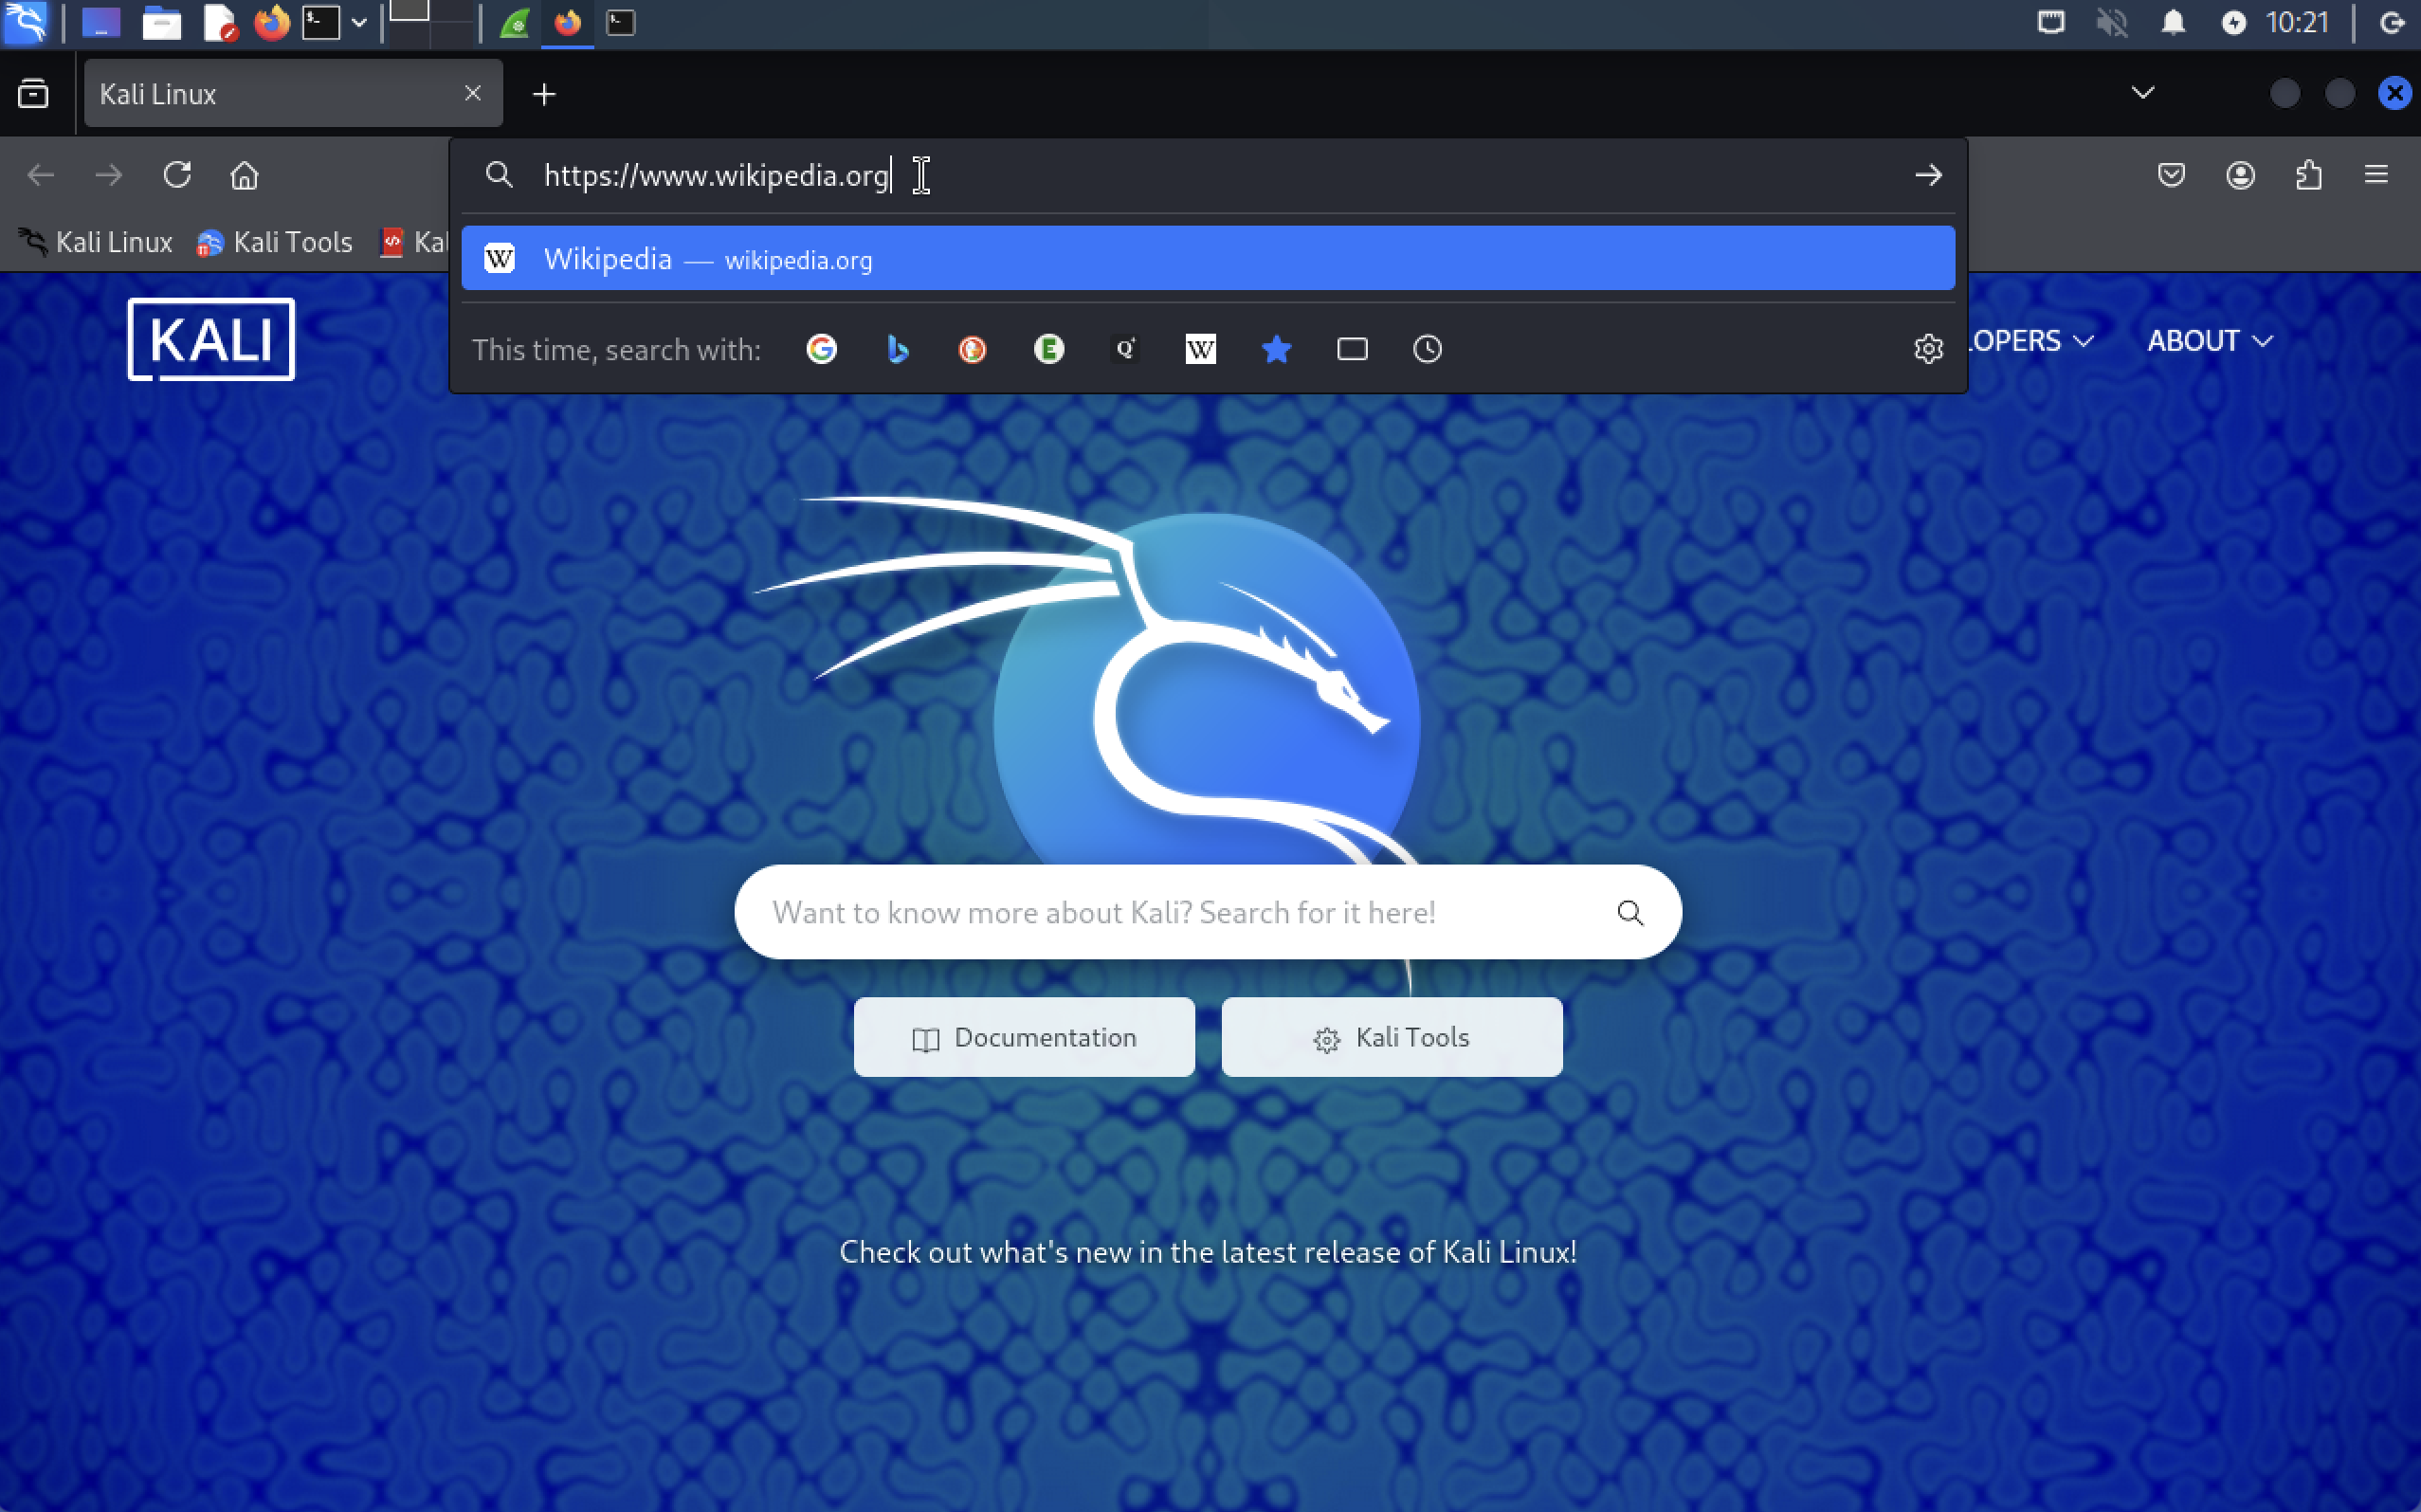 10:21
Kali Linux
https://www.wikipedia.org
Kali Linux Kali Tools Ka
Wikipedia — wikipedia.org
KALI
This time, search with:
LOPERS ABOUT
Want to know more about Kali? Search for it here!
Documentation Kali Tools
Check out what's new in the latest release of Kali Linux!